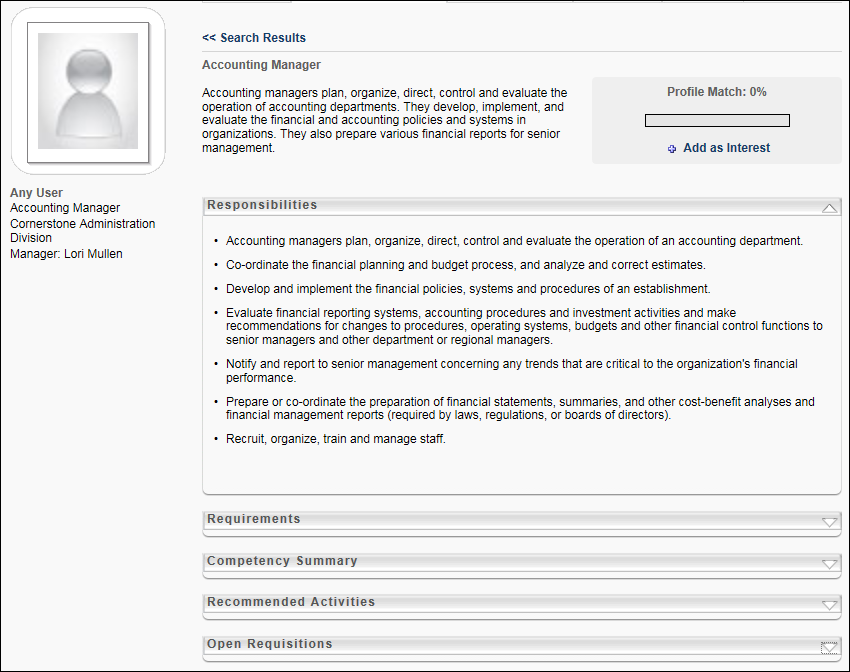 << Search Results
Accounting Manager
Accounting managers plan, organize, direct, control and evaluate the
operation of accounting departments. They develop, implement, and
evaluate the financial and accounting policies and systems in
organizations. They also prepare various financial reports for senior
management.
Profile Match: 0%
Add as Interest
Any User
Accounting Manager
Cornerstone Administration
Division
Manager: Lori Mullen
Responsibilities
• Accounting managers plan, organize, direct, control and evaluate the operation of an accounting department.
• Co-ordinate the financial planning and budget process, and analyze and correct estimates.
• Develop and implement the financial policies, systems and procedures of an establishment.
• Evaluate financial reporting systems, accounting procedures and investment activities and make
recommendations for changes to procedures, operating systems, budgets and other financial control functions to
senior managers and other department or regional managers.
• Notify and report to senior management concerning any trends that are critical to the organization's financial
performance.
• Prepare or co-ordinate the preparation of financial statements, summaries, and other cost-benefit analyses and
financial management reports (required by laws, regulations, or boards of directors).
• Recruit, organize, train and manage staff.
Requirements
Competency Summary
Recommended Activities
Open Requisitions